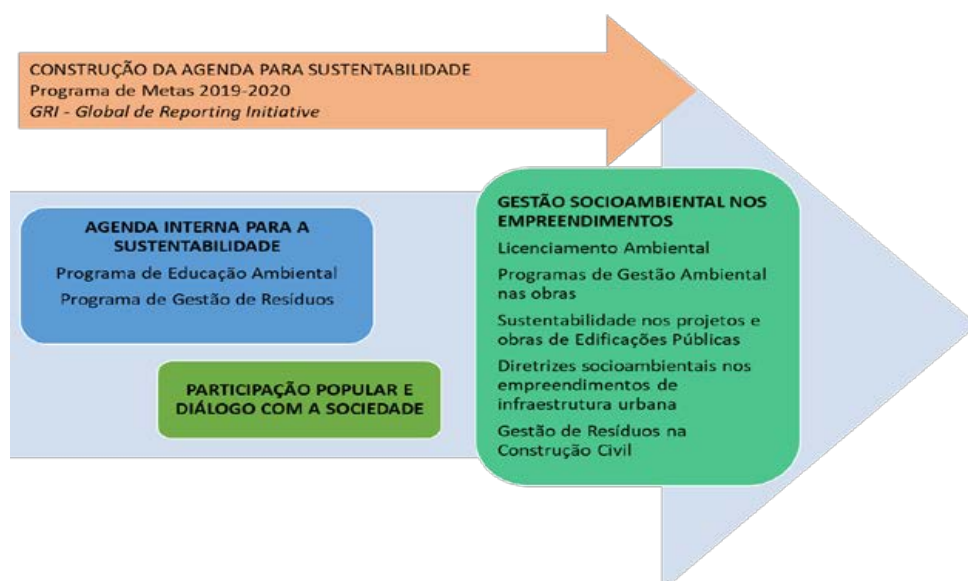 CONSTRUÇÃO DA AGENDA PARA SUSTENTABILIDADE
Programa de Metas 2019-2020
GRI - Global de Reporting Initiative
AGENDA INTERNA PARA A
SUSTENTABILIDADE
Programa de Educação Ambiental
Programa de Gestão de Resíduos
PARTICIPAÇÃO POPULAR E
DIÁLOGO COM A SOCIEDADE
GESTÃO SOCIOAMBIENTAL NOS
EMPREENDIMENTOS
Licenciamento Ambiental
Programas de Gestão Ambiental
nas obras
Sustentabilidade nos projetos e
obras de Edificações Públicas
Diretrizes socioambientais nos
empreendimentos de
infraestrutura urbana
Gestão de Resíduos na
Construção Civil